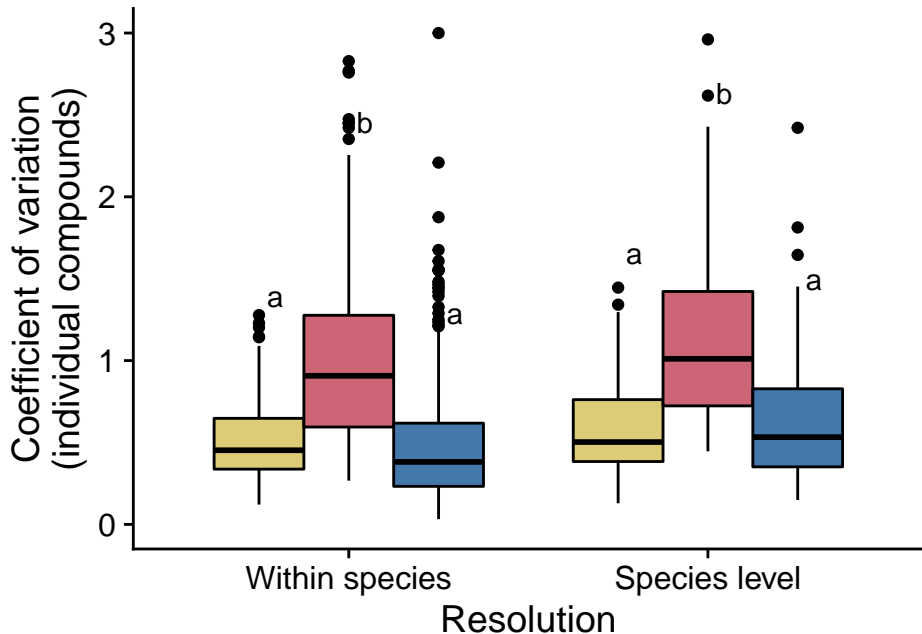 Coefficient of variation
(individual compounds)
3
2
1
0
a
b
a
a
b
a
Within species
Species level
Resolution